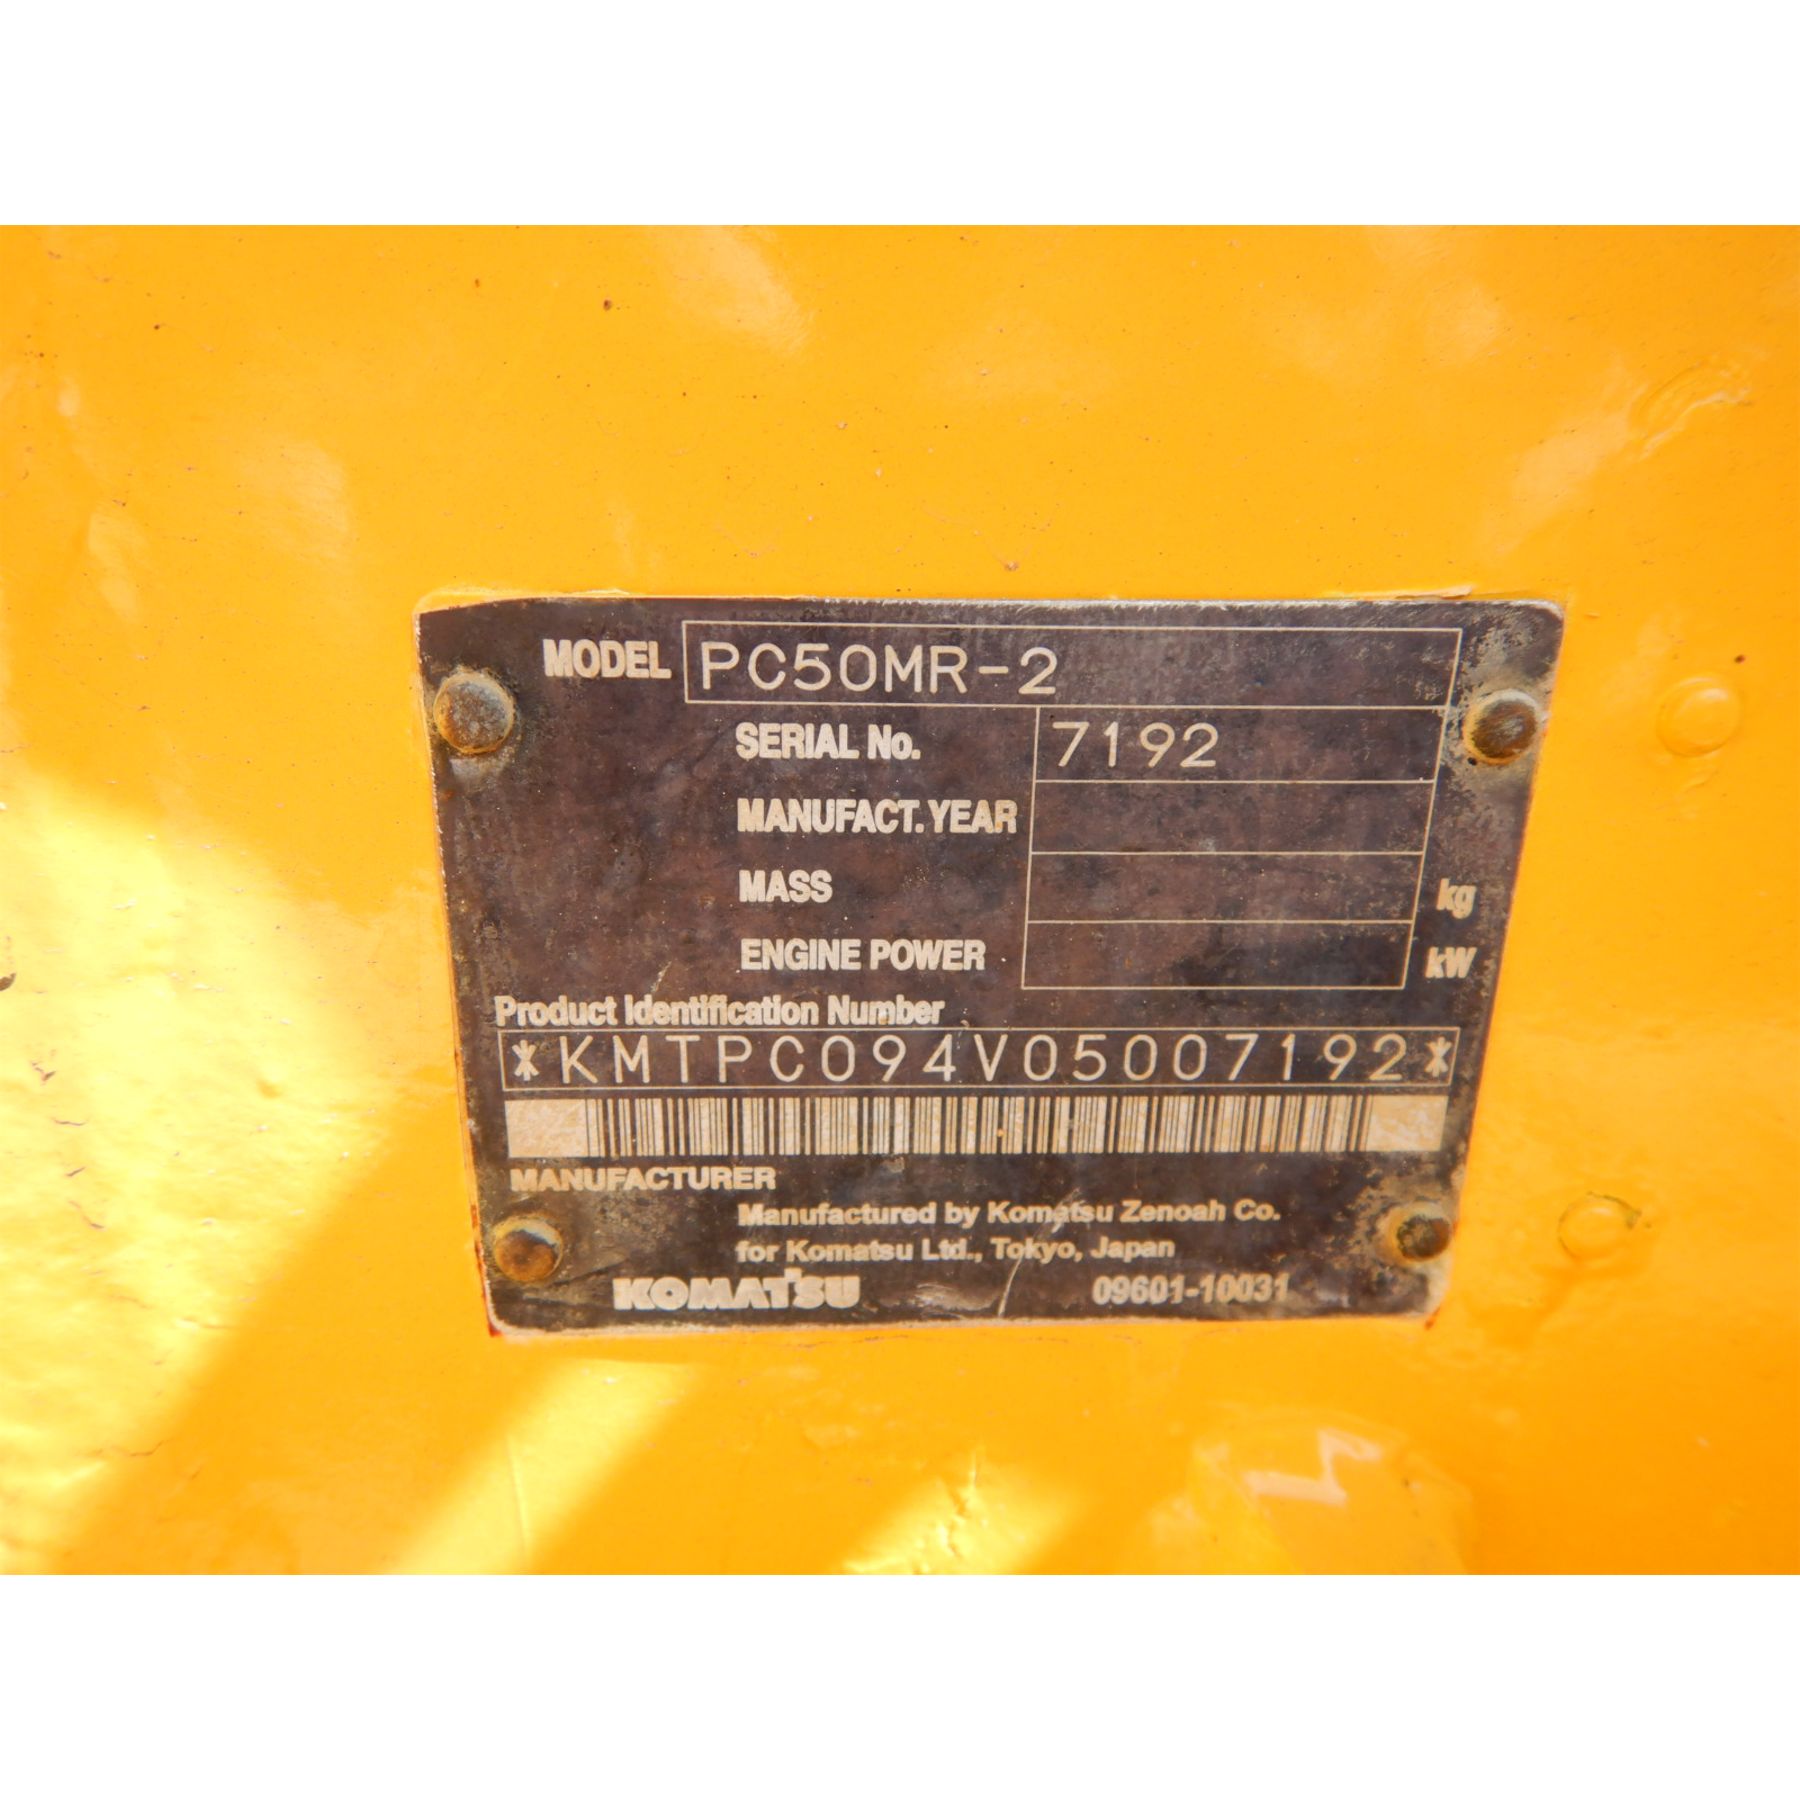 MODEL PC50MR-2
SERIAL No. 7192
MANUFACT. YEAR
MASS kg
ENGINE POWER kW
Product Identification Number
*KMTPC094V05007192*
MANUFACTURER
Manufactured by Komatsu Zenoah Co.
for Komatsu Ltd., Tokyo, Japan
KOMATSU 09601-10031